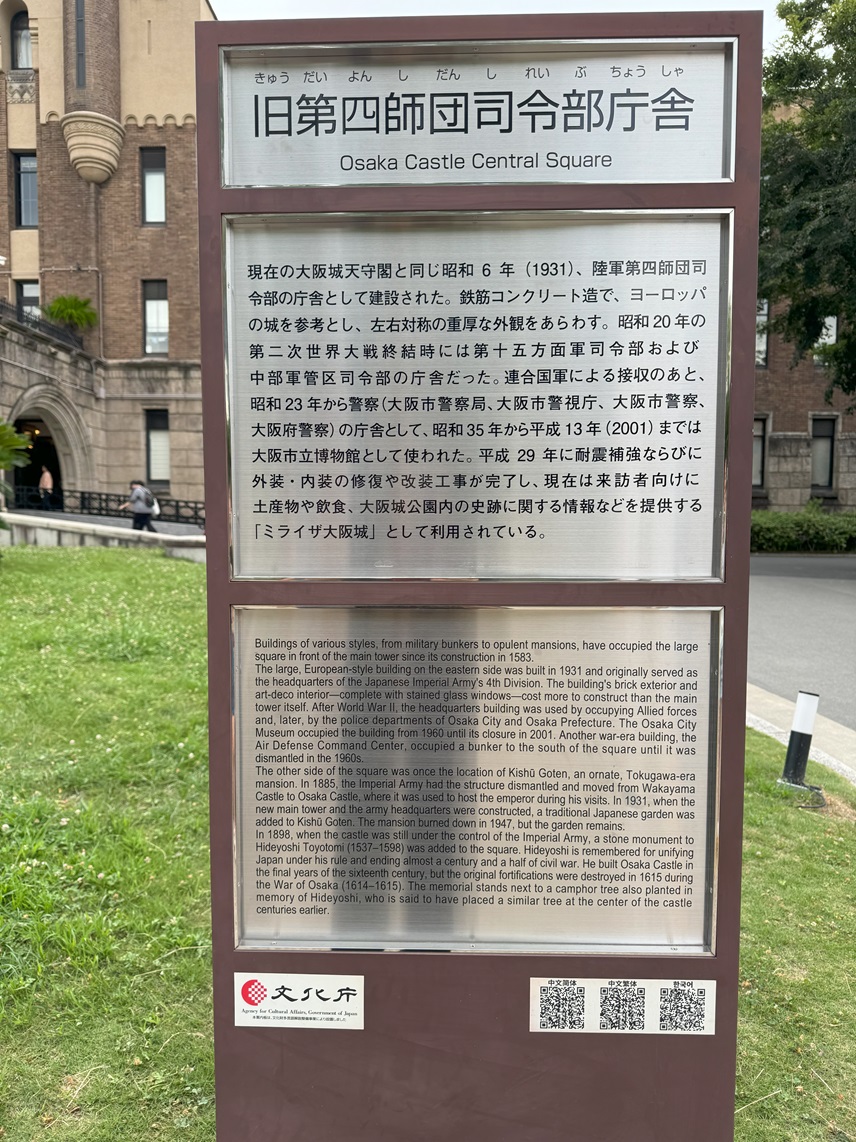 きゅう だい よん し だん し れい ぶ ちょう しゃ
旧第四師団司令部庁舎
Osaka Castle Central Square
現在の大阪城天守閣と同じ昭和 6 年（1931）、陸軍第四師団司
令部の庁舎として建設された。鉄筋コンクリート造で、ヨーロッパ
の城を参考とし、左右対称の重厚な外観をあらわす。昭和 20 年の
第二次世界大戦終結時には第十五方面軍司令部および
中部軍管区司令部の庁舎だった。連合国軍による接収のあと、
昭和 23 年から警察（大阪市警察局、大阪市警視庁、大阪市警察、
大阪府警察）の庁舎として、昭和 35 年から平成 13 年（2001）までは
大阪市立博物館として使われた。平成 29 年に耐震補強ならびに
外装・内装の修復や改装工事が完了し、現在は来訪者向けに
土産物や飲食、大阪城公園内の史跡に関する情報などを提供する
「ミライザ大阪城」として利用されている。
Buildings of various styles, from military bunkers to opulent mansions, have occupied the large
square in front of the main tower since its construction in 1583.
The large, European-style building on the eastern side was built in 1931 and originally served as
the headquarters of the Japanese Imperial Army's 4th Division. The building's brick exterior and
art-deco interior—complete with stained glass windows—cost more to construct than the main
tower itself. After World War II, the headquarters building was used by occupying Allied forces
and, later, by the police departments of Osaka City and Osaka Prefecture. The Osaka City
Museum occupied the building from 1960 until its closure in 2001. Another war-era building, the
Air Defense Command Center, occupied a bunker to the south of the square until it was
dismantled in the 1960s.
The other side of the square was once the location of Kishū Goten, an ornate, Tokugawa-era
mansion. In 1885, the Imperial Army had the structure dismantled and moved from Wakayama
Castle to Osaka Castle, where it was used to host the emperor during his visits. In 1931, when the
new main tower and the army headquarters were constructed, a traditional Japanese garden was
added to Kishū Goten. The mansion burned down in 1947, but the garden remains.
In 1898, when the castle was still under the control of the Imperial Army, a stone monument to
Hideyoshi Toyotomi (1537–1598) was added to the square. Hideyoshi is remembered for unifying
Japan under his rule and ending almost a century and a half of civil war. He built Osaka Castle in
the final years of the sixteenth century, but the original fortifications were destroyed in 1615 during
the War of Osaka (1614–1615). The memorial stands next to a camphor tree also planted in
memory of Hideyoshi, who is said to have placed a similar tree at the center of the castle
centuries earlier.
文化庁
Agency for Cultural Affairs, Government of Japan
中文简体 中文繁体 한국어